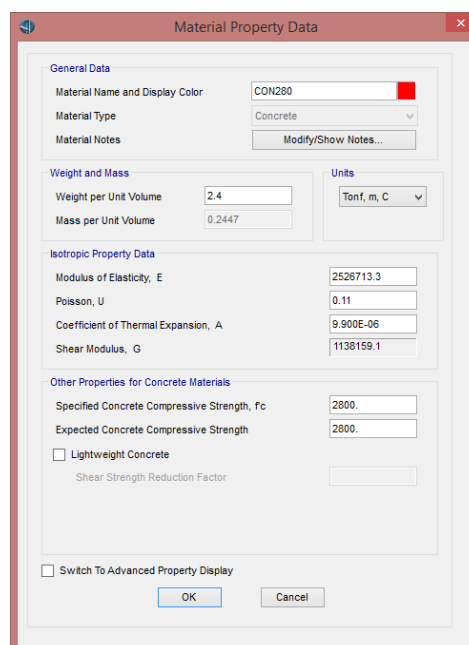 Material Property Data
General Data
Material Name and Display Color CON280
Material Type Concrete
Material Notes Modify/Show Notes...
Weight and Mass
Weight per Unit Volume 2.4
Mass per Unit Volume 0.2447
Units
Tonf, m, C
Isotropic Property Data
Modulus of Elasticity, E 2526713.3
Poisson, U 0.11
Coefficient of Thermal Expansion, A 9.900E-06
Shear Modulus, G 1138159.1
Other Properties for Concrete Materials
Specified Concrete Compressive Strength, f'c 2800.
Expected Concrete Compressive Strength 2800.
Lightweight Concrete
Shear Strength Reduction Factor
Switch To Advanced Property Display
OK Cancel